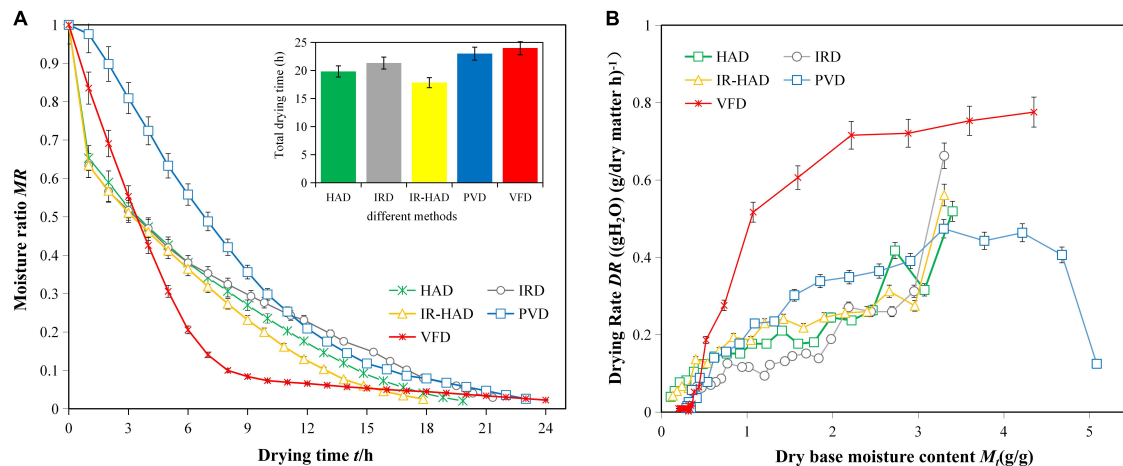 A
Moisture ratio MR
1
0.9
0.8
0.7
0.6
0.5
0.4
0.3
0.2
0.1
0
0 3 6 9 12 15 18 21 24
Drying time t/h
Total drying time (h)
25
20
15
10
5
0
HAD IRD IR-HAD PVD VFD
different methods
HAD IRD
IR-HAD PVD
VFD
B
Drying Rate DR ((gH₂O) (g/dry matter h)⁻¹)
1
0.8
0.6
0.4
0.2
0
0 1 2 3 4 5
Dry base moisture content Mₜ(g/g)
HAD IRD
IR-HAD PVD
VFD